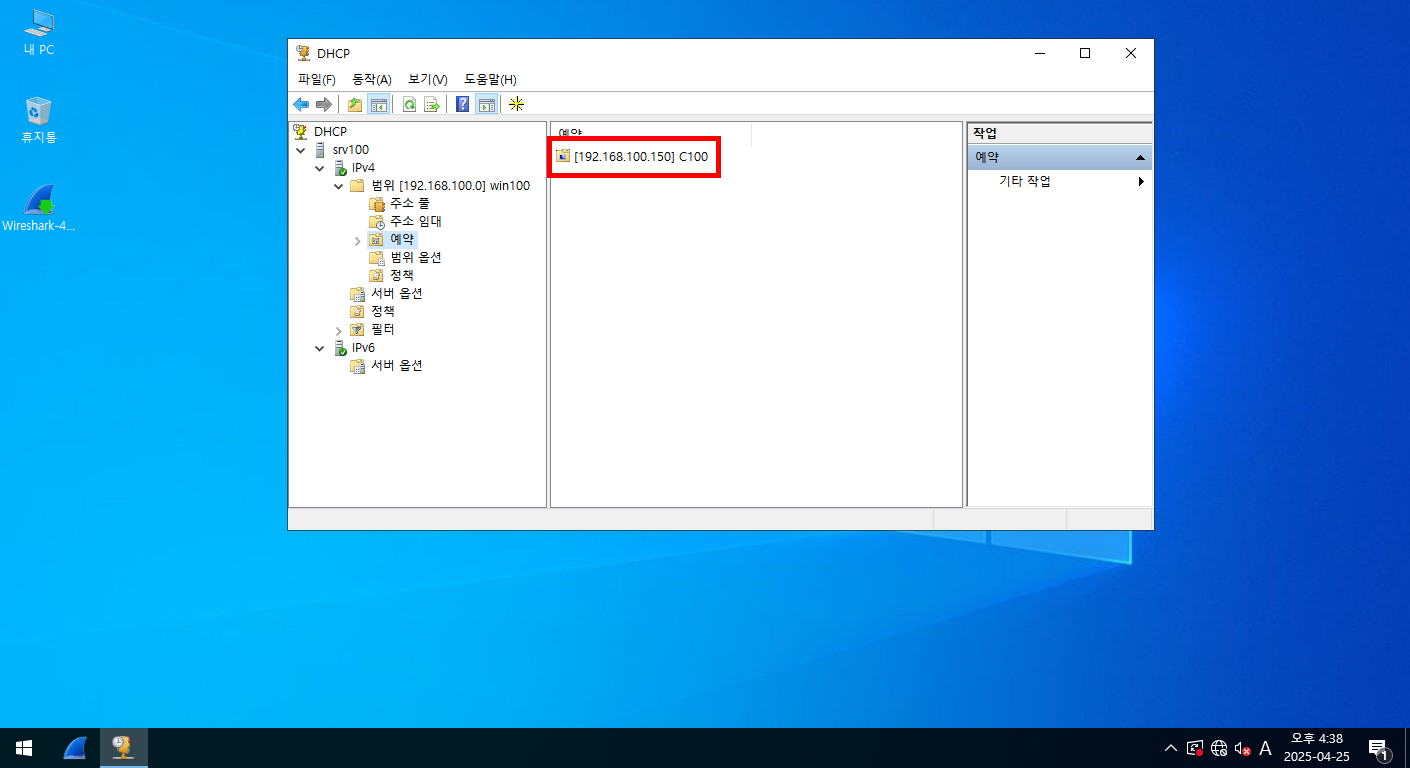 내 PC
휴지통
Wireshark-4...
DHCP
파일(F) 동작(A) 보기(V) 도움말(H)
DHCP
srv100
IPv4
범위 [192.168.100.0] win100
주소 풀
주소 임대
예약
범위 옵션
정책
서버 옵션
정책
필터
IPv6
서버 옵션
예약
[192.168.100.150] C100
작업
예약
기타 작업
A
오후 4:38
2025-04-25
1